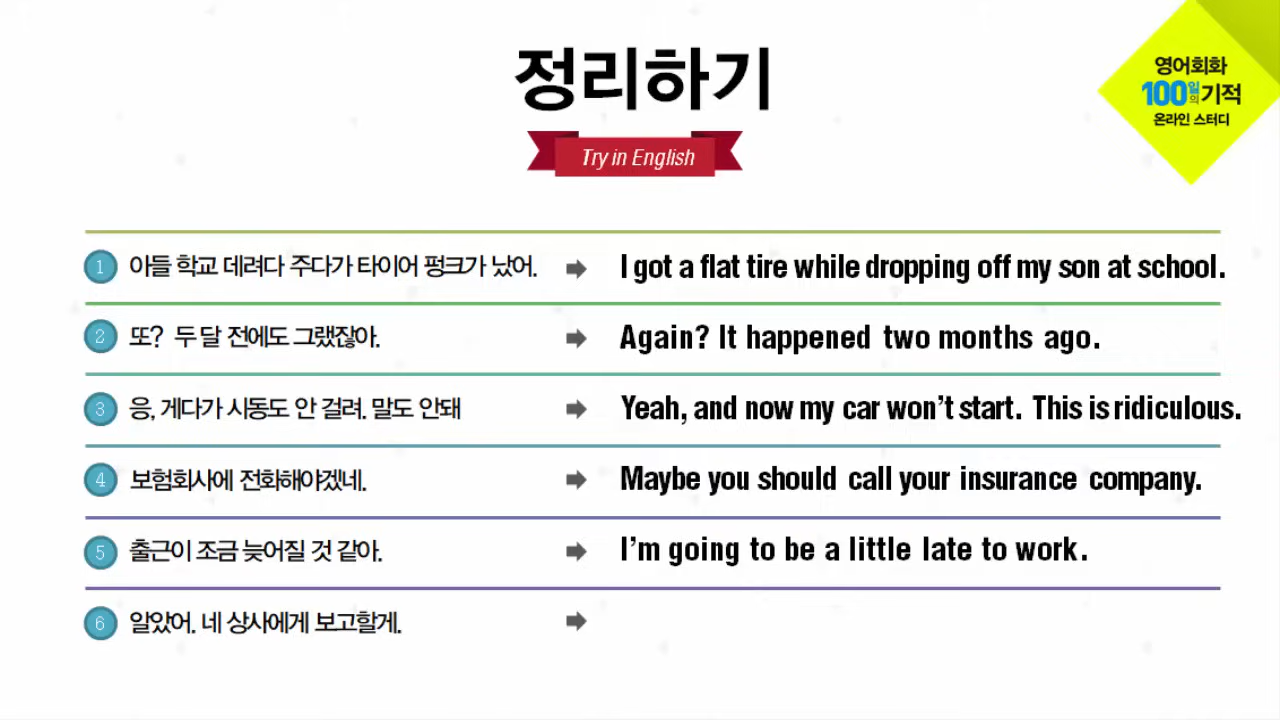 정리하기
Try in English
영어회화
100일의 기적
온라인 스터디
1 아들 학교 데려다 주다가 타이어 펑크가 났어. I got a flat tire while dropping off my son at school.
2 또? 두 달 전에도 그랬잖아. Again? It happened two months ago.
3 응, 게다가 시동도 안 걸려. 말도 안돼 Yeah, and now my car won't start. This is ridiculous.
4 보험회사에 전화해야겠네. Maybe you should call your insurance company.
5 출근이 조금 늦어질 것 같아. I'm going to be a little late to work.
6 알았어. 네 상사에게 보고할게.